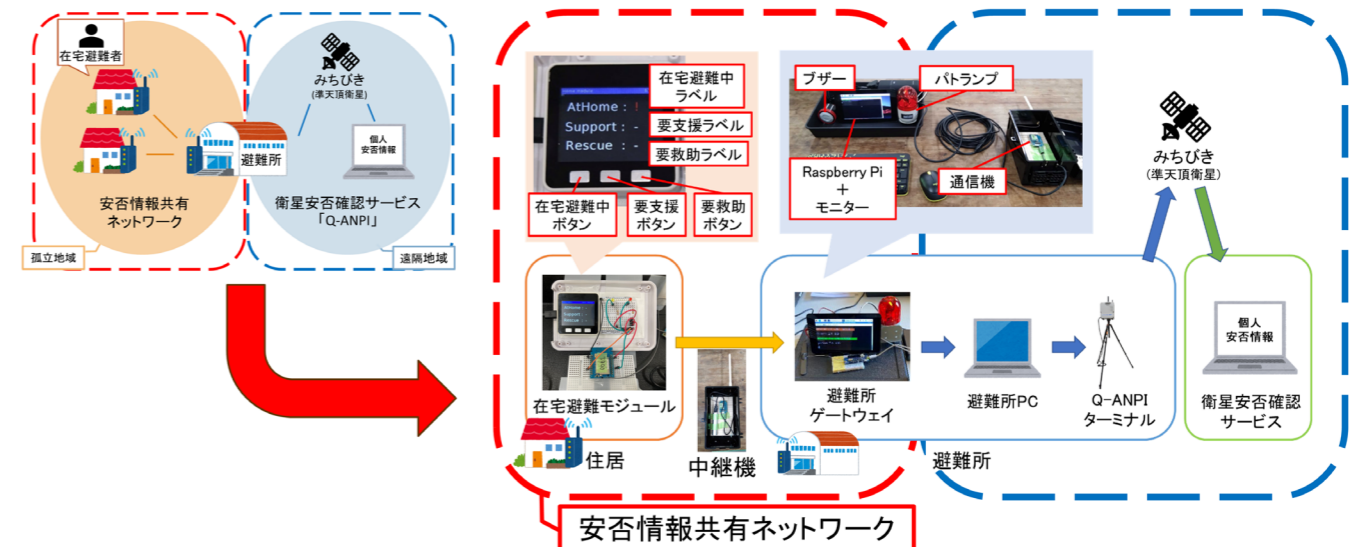 在宅避難者
みちびき
(準天頂衛星)
個人
安否情報
避難所
安否情報共有
ネットワーク
衛星安否確認サービス
「Q-ANPI」
孤立地域
遠隔地域
AtHome : !
Support : -
Rescue : -
在宅避難中
ラベル
要支援ラベル
要救助ラベル
在宅避難中
ボタン
要支援
ボタン
要救助
ボタン
ブザー
パトランプ
Raspberry Pi
+
モニター
通信機
みちびき
(準天頂衛星)
AtHome :
Support : -
Rescue : -
在宅避難モジュール
住居
中継機
避難所
ゲートウェイ
避難所PC
Q-ANPI
ターミナル
避難所
個人
安否情報
衛星安否確認
サービス
安否情報共有ネットワーク